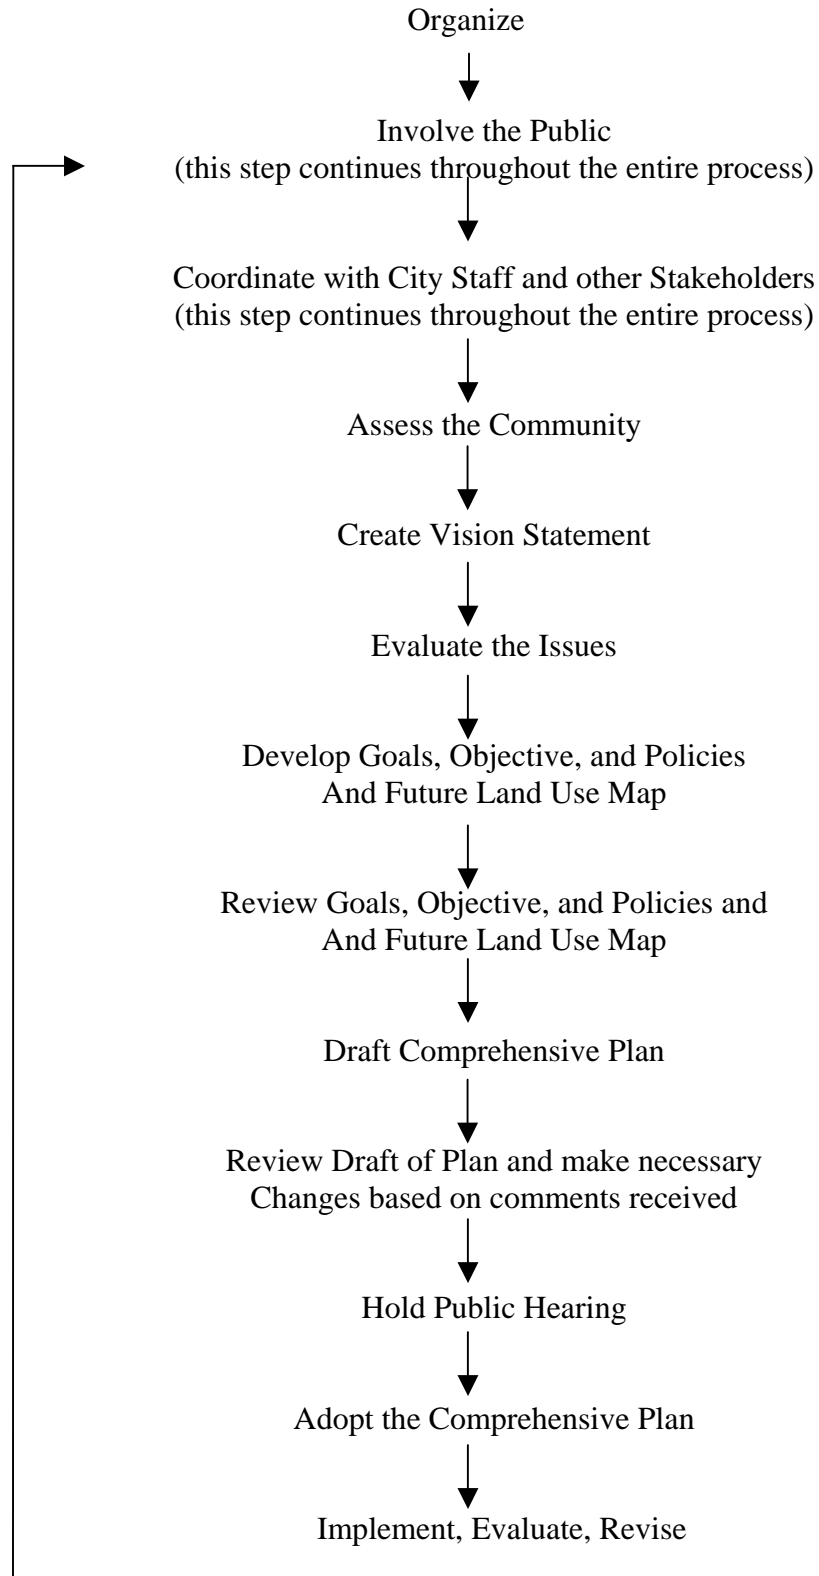 Organize
Involve the Public
(this step continues throughout the entire process)
Coordinate with City Staff and other Stakeholders
(this step continues throughout the entire process)
Assess the Community
Create Vision Statement
Evaluate the Issues
Develop Goals, Objective, and Policies
And Future Land Use Map
Review Goals, Objective, and Policies and
And Future Land Use Map
Draft Comprehensive Plan
Review Draft of Plan and make necessary
Changes based on comments received
Hold Public Hearing
Adopt the Comprehensive Plan
Implement, Evaluate, Revise